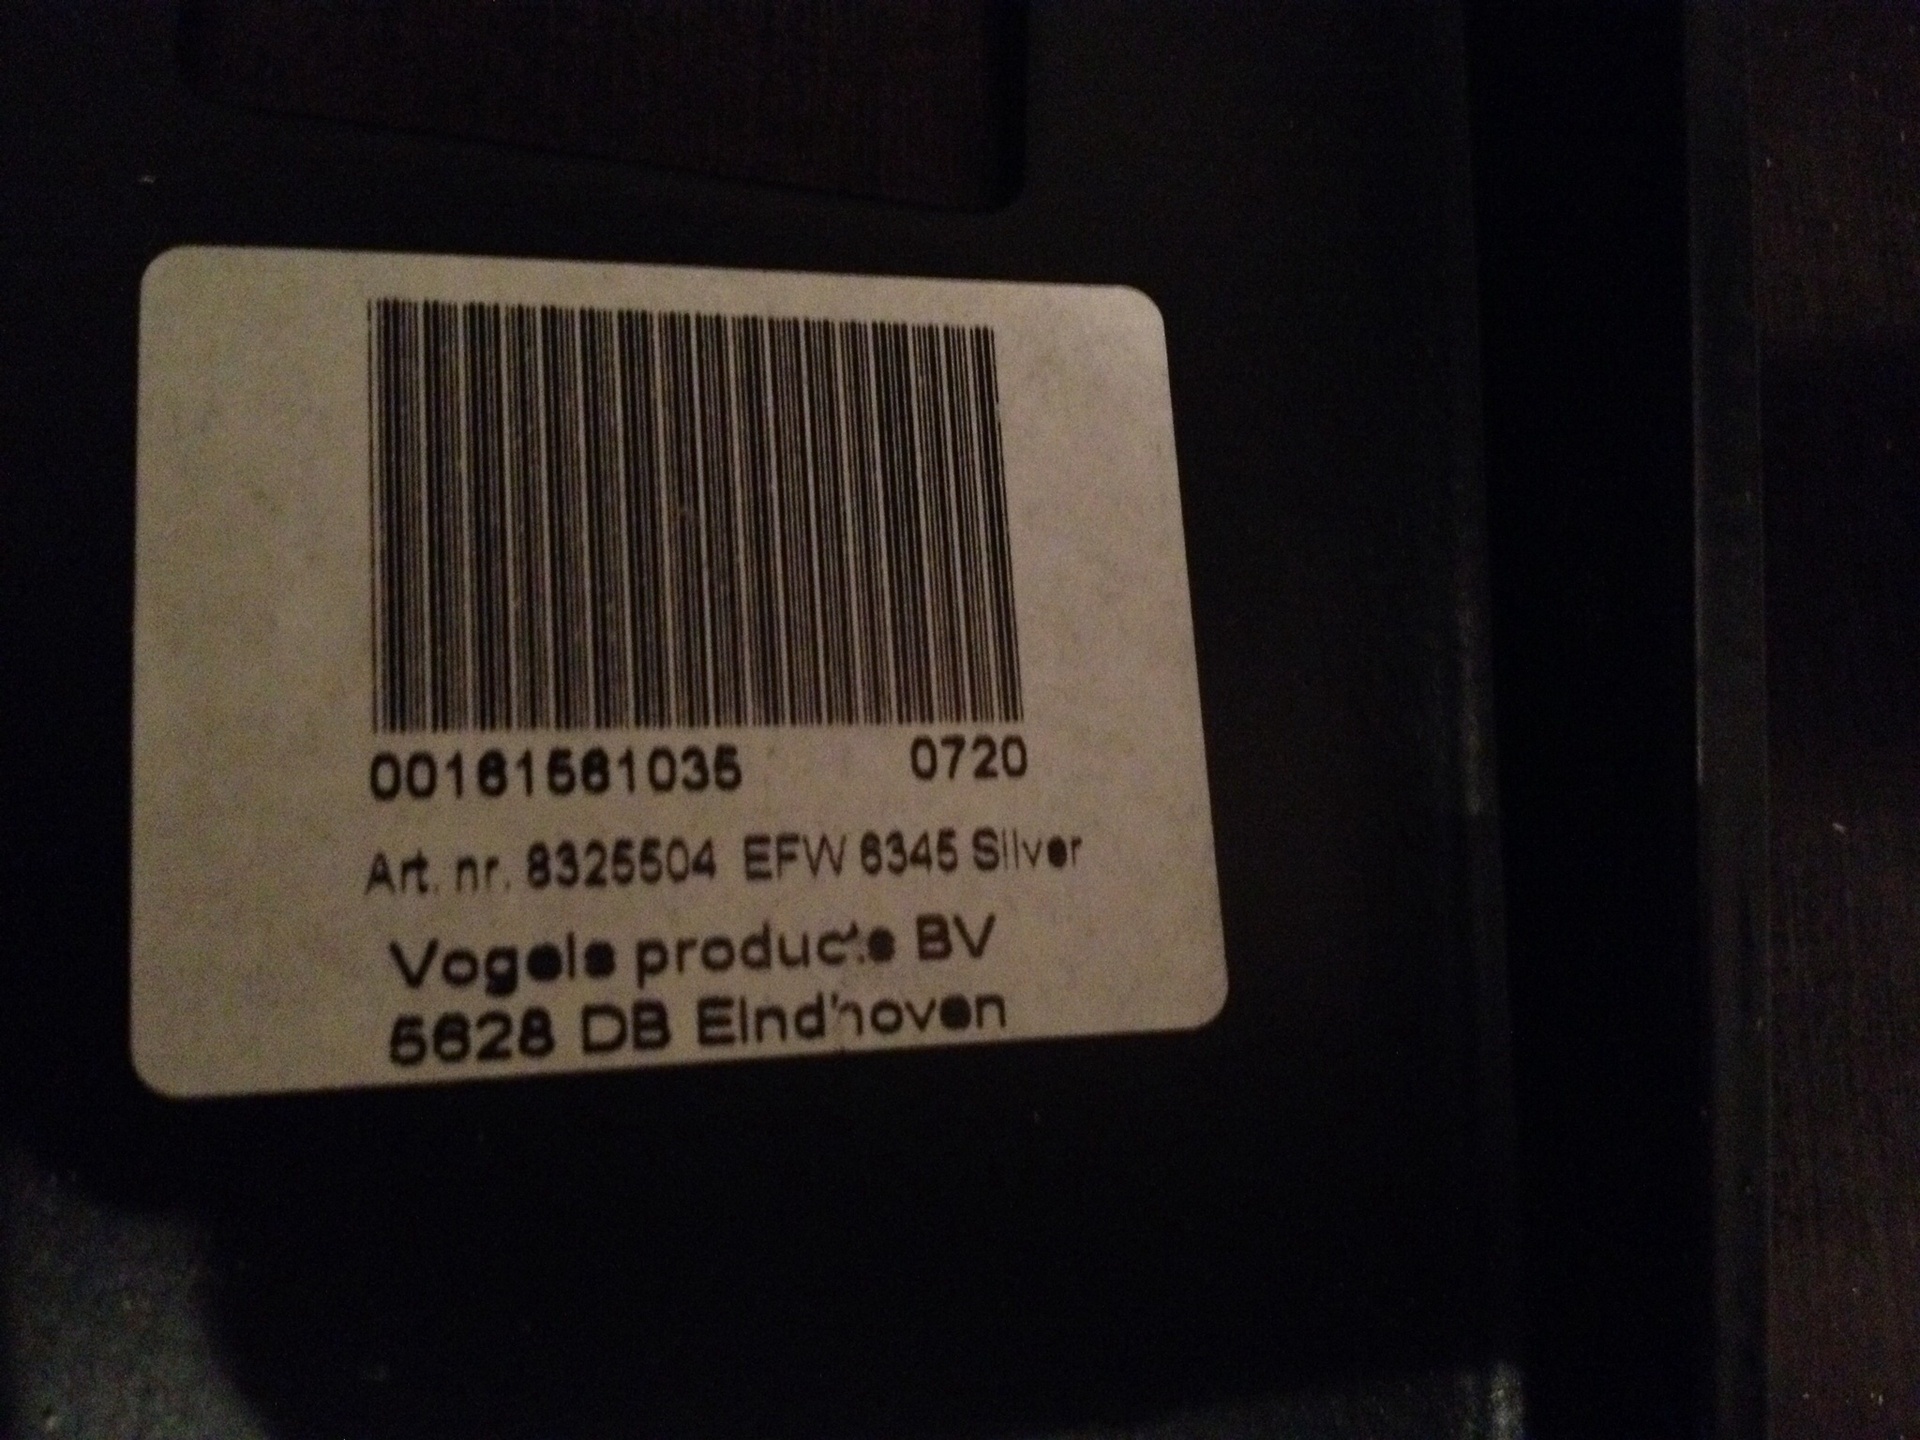 00161561035 0720
Art. nr. 8325504 EFW 6345 Silver
Vogels products BV
5628 DB Eindhoven